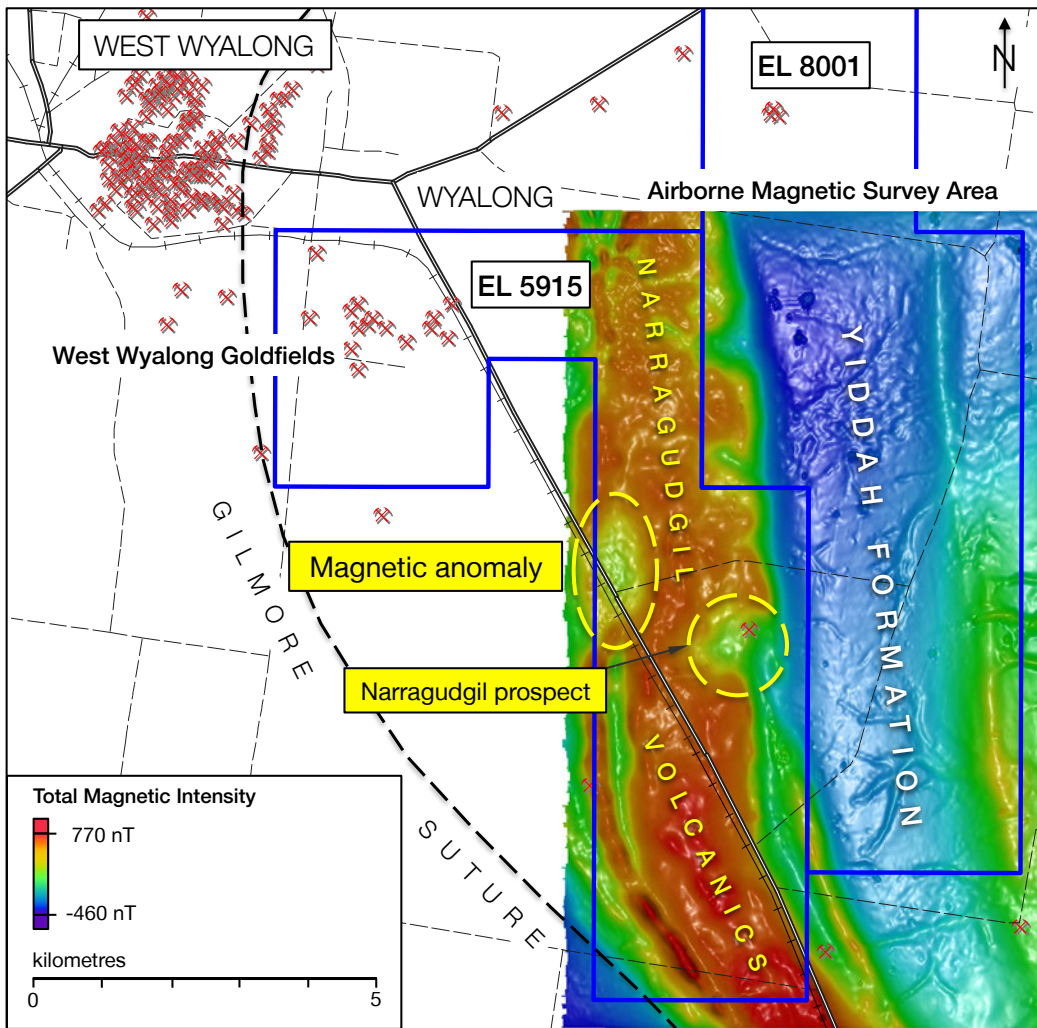 WEST WYALONG
EL 8001
N
WYALONG
Airborne Magnetic Survey Area
EL 5915
West Wyalong Goldfields
NARRAGUDGIL
VOLCANICS
YIDDAH FORMATION
GILMORE
SUTURE
Magnetic anomaly
Narragudgil prospect
Total Magnetic Intensity
770 nT
-460 nT
kilometres
0 5